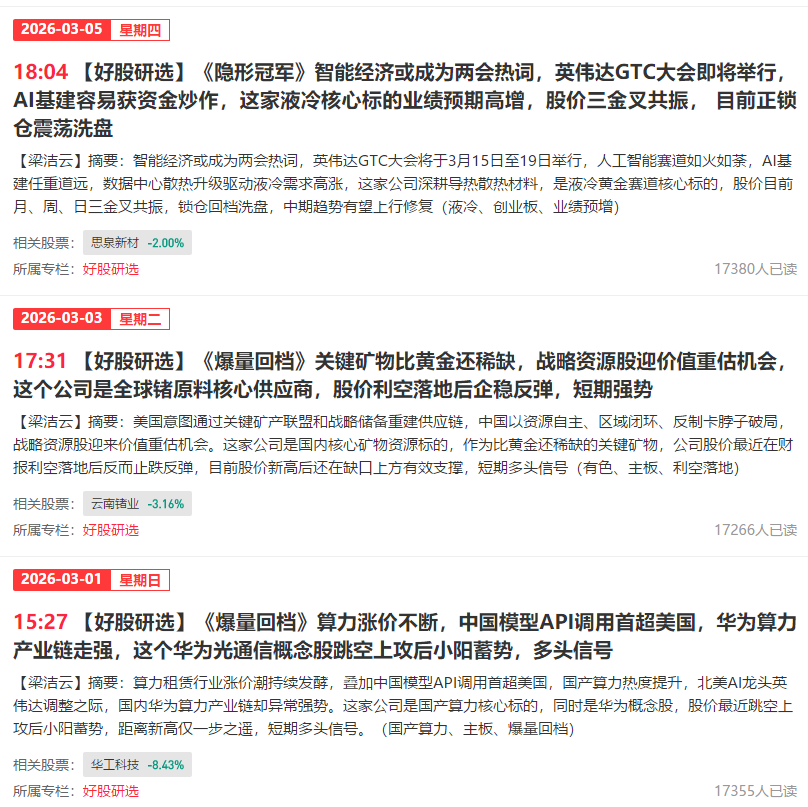 2026-03-05 星期四
18:04 【好股研选】《隐形冠军》智能经济或成为两会热词，英伟达GTC大会即将举行，
AI基建容易获资金炒作，这家液冷核心标的业绩预期高增，股价三金叉共振， 目前正锁
仓震荡洗盘
【梁洁云】摘要：智能经济或成为两会热词，英伟达GTC大会将于3月15日至19日举行，人工智能赛道如火如荼，AI基
建任重道远，数据中心散热升级驱动液冷需求高涨，这家公司深耕导热散热材料，是液冷黄金赛道核心标的，股价目前
月、周、日三金叉共振，锁仓回档洗盘，中期趋势有望上行修复（液冷、创业板、业绩预增）
相关股票： 思泉新材 -2.00%
所属专栏：好股研选 17380人已读
2026-03-03 星期二
17:31 【好股研选】《爆量回档》关键矿物比黄金还稀缺，战略资源股迎价值重估机会，
这个公司是全球锗原料核心供应商，股价利空落地后企稳反弹，短期强势
【梁洁云】摘要：美国意图通过关键矿产联盟和战略储备重建供应链，中国以资源自主、区域闭环、反制卡脖子破局，
战略资源股迎来价值重估机会。这家公司是国内核心矿物资源标的，作为比黄金还稀缺的关键矿物，公司股价最近在财
报利空落地后反而止跌反弹，目前股价新高后还在缺口上方有效支撑，短期多头信号（有色、主板、利空落地）
相关股票： 云南锗业 -3.16%
所属专栏：好股研选 17266人已读
2026-03-01 星期日
15:27 【好股研选】《爆量回档》算力涨价不断，中国模型API调用首超美国，华为算力
产业链走强，这个华为光通信概念股跳空上攻后小阳蓄势，多头信号
【梁洁云】摘要：算力租赁行业涨价潮持续发酵，叠加中国模型API调用首超美国，国产算力热度提升，北美AI龙头英
伟达调整之际，国内华为算力产业链却异常强势。这家公司是国产算力核心标的，同时是华为概念股，股价最近跳空上
攻后小阳蓄势，距离新高仅一步之遥，短期多头信号。（国产算力、主板、爆量回档）
相关股票： 华工科技 -8.43%
所属专栏：好股研选 17355人已读